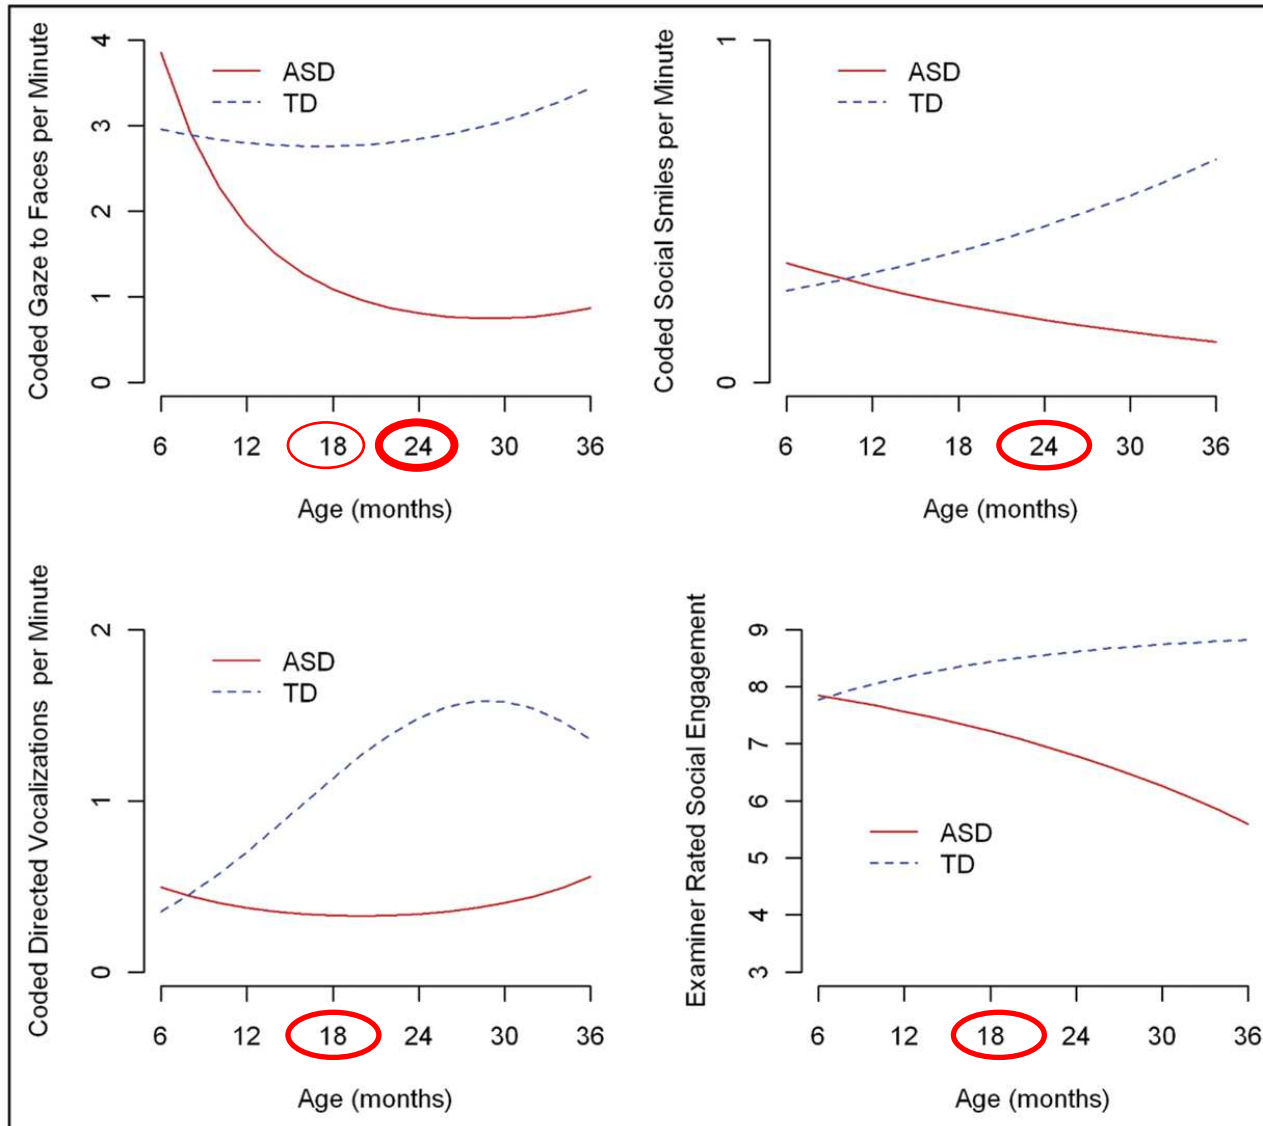 Coded Gaze to Faces per Minute
4
3
2
1
0
ASD
TD
6 12 18 24 30 36
Age (months)
Coded Social Smiles per Minute
1
0
ASD
TD
6 12 18 24 30 36
Age (months)
Coded Directed Vocalizations per Minute
2
1
0
ASD
TD
6 12 18 24 30 36
Age (months)
Examiner Rated Social Engagement
9
8
7
6
5
4
3
ASD
TD
6 12 18 24 30 36
Age (months)